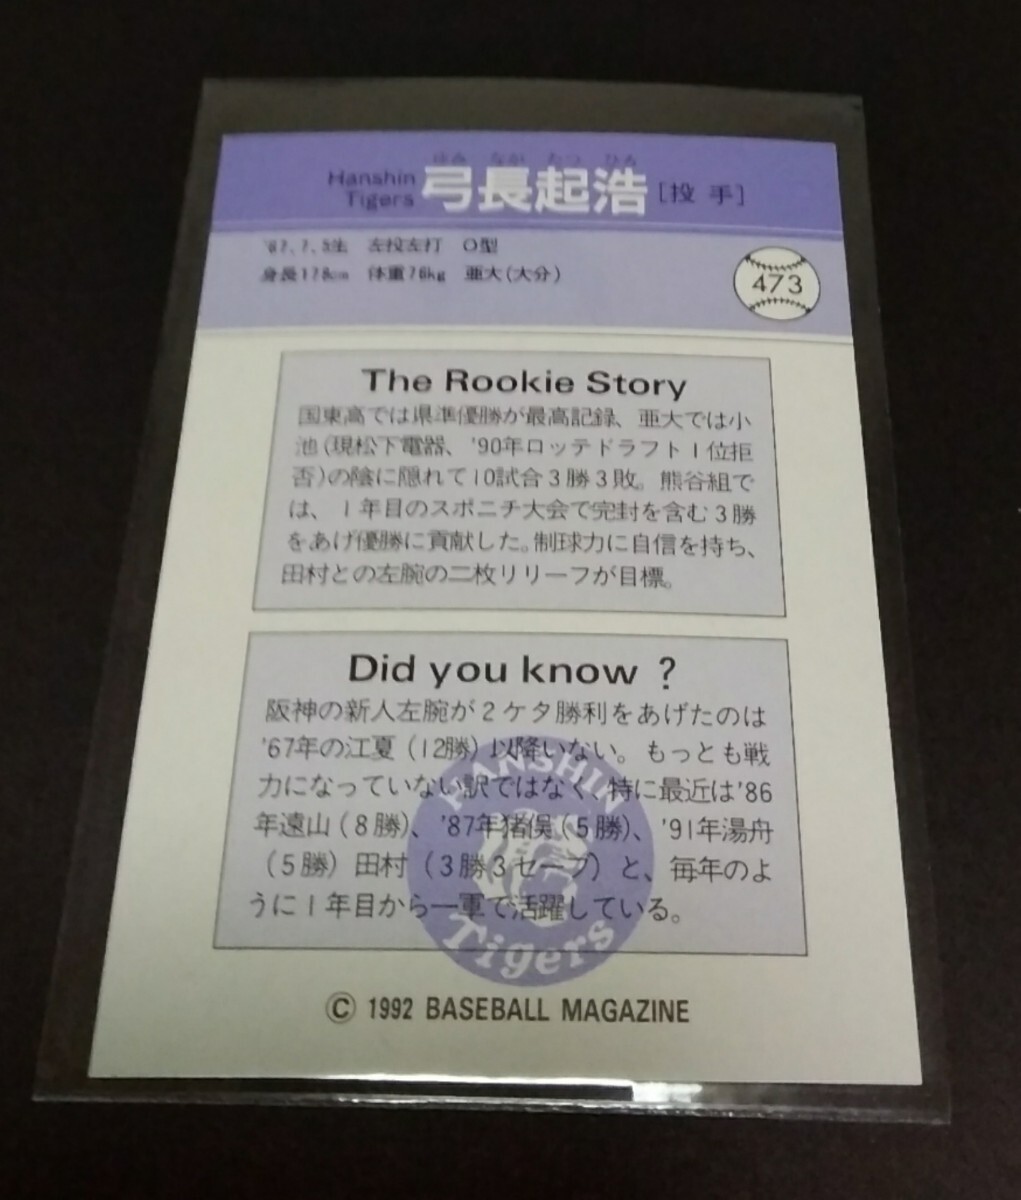 ゆみ なが たつ ひろ
Hanshin Tigers 弓長起浩 [投手]
'67.7.5生 左投左打 O型
身長178cm 体重76kg 亜大(大分)
473
The Rookie Story
国東高では県準優勝が最高記録、亜大では小
池(現松下電器、'90年ロッテドラフト1位拒
否)の陰に隠れて10試合3勝3敗。熊谷組で
は、1年目のスポニチ大会で完封を含む3勝
をあげ優勝に貢献した。制球力に自信を持ち、
田村との左腕の二枚リリーフが目標。
Did you know ?
阪神の新人左腕が2ケタ勝利をあげたのは
'67年の江夏(12勝)以降いない。もっとも戦
力になっていない訳ではなく、特に最近は'86
年遠山(8勝)、'87年猪俣(5勝)、'91年湯舟
(5勝)田村(3勝3セーブ)と、毎年のよ
うに1年目から一軍で活躍している。
HANSHIN
Tigers
© 1992 BASEBALL MAGAZINE